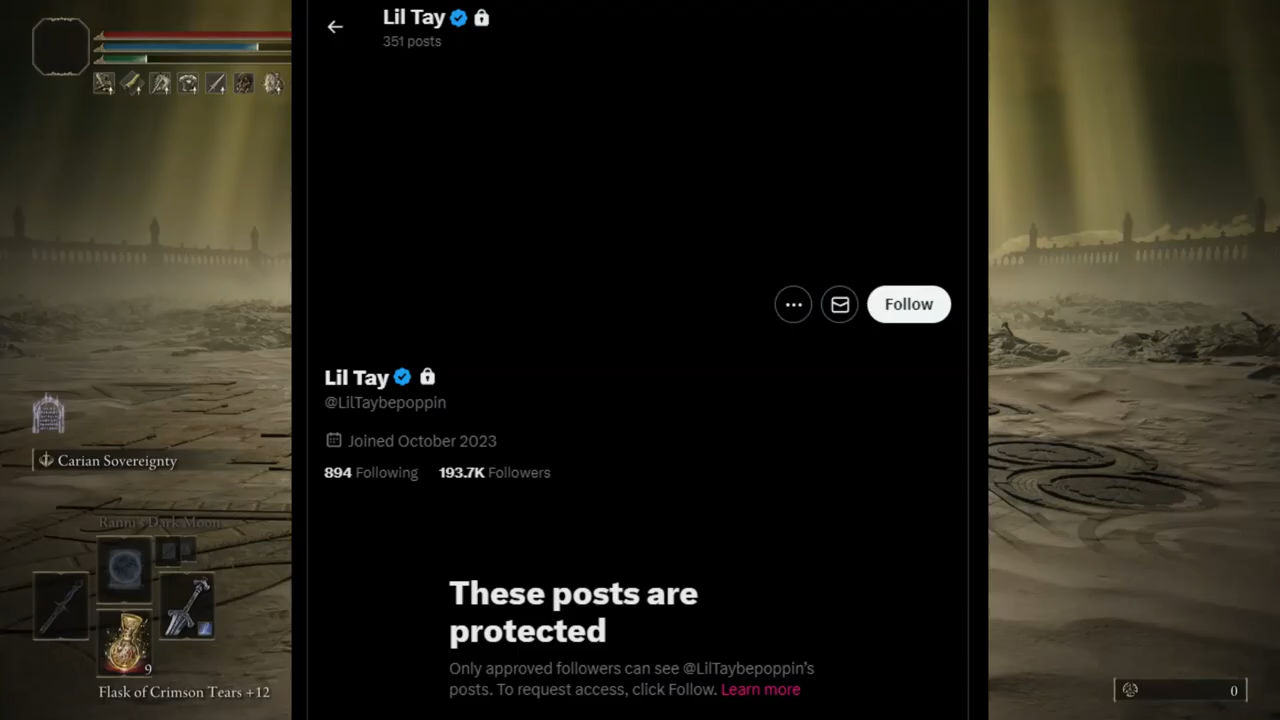 Lil Tay
351 posts
Follow
Lil Tay
@LilTaybepoppin
Joined October 2023
894 Following 193.7K Followers
These posts are
protected
Only approved followers can see @LilTaybepoppin's
posts. To request access, click Follow. Learn more
Carian Sovereignty
Ranni's Dark Moon
9
Flask of Crimson Tears +12
0